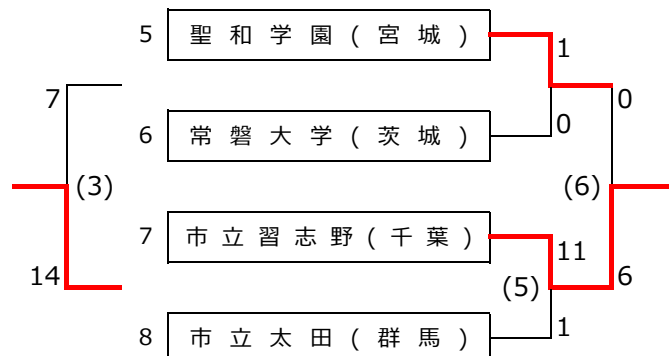 5 聖和学園(宮城) 1
7 0
6 常磐大学(茨城) 0
(3) (6)
7 市立習志野(千葉) 11
14 (5) 6
8 市立太田(群馬) 1